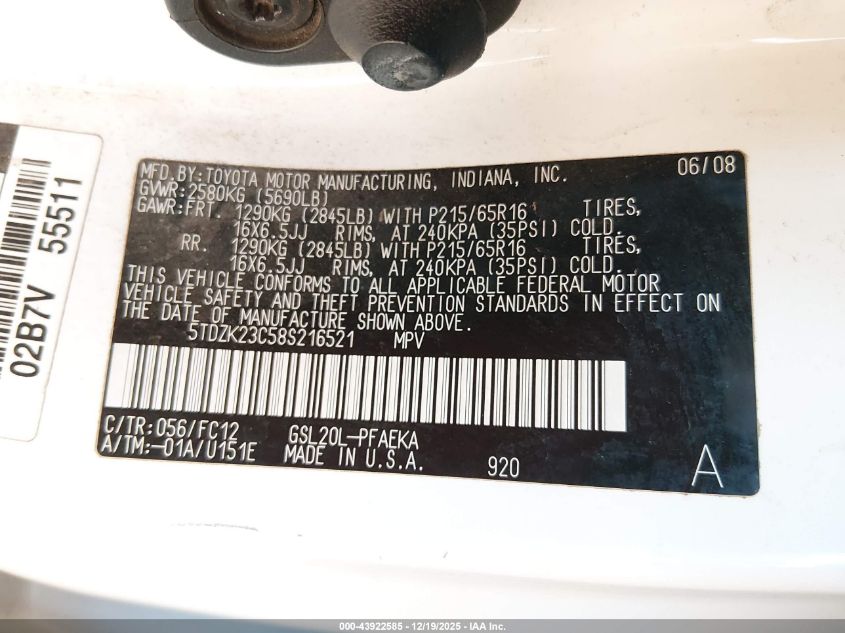 MFD.BY:TOYOTA MOTOR MANUFACTURING, INDIANA, INC. 06/08
GVWR:2580KG (5690LB)
GAWR:FRT. 1290KG (2845LB) WITH P215/65R16 TIRES,
16X6.5JJ RIMS, AT 240KPA (35PSI) COLD.
RR. 1290KG (2845LB) WITH P215/65R16 TIRES,
16X6.5JJ RIMS, AT 240KPA (35PSI) COLD.
THIS VEHICLE CONFORMS TO ALL APPLICABLE FEDERAL MOTOR
VEHICLE SAFETY AND THEFT PREVENTION STANDARDS IN EFFECT ON
THE DATE OF MANUFACTURE SHOWN ABOVE.
5TDZK23C58S216521 MPV
C/TR:056/FC12 GSL20L-PFAEKA
A/TM:-01A/U151E MADE IN U.S.A. 920 A
02B7V 55511
000-43922585 - 12/19/2025 - IAA Inc.